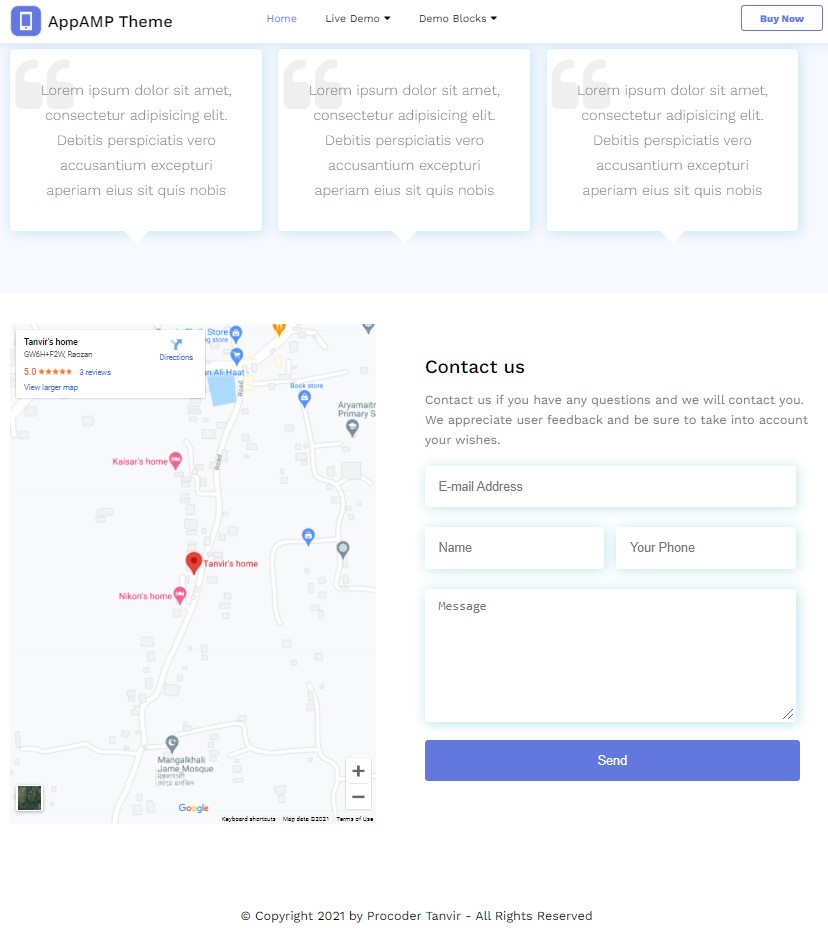 AppAMP Theme
Home
Live Demo
Demo Blocks
Buy Now
Lorem ipsum dolor sit amet,
consectetur adipisicing elit.
Debitis perspiciatis vero
accusantium excepturi
aperiam eius sit quis nobis
Lorem ipsum dolor sit amet,
consectetur adipisicing elit.
Debitis perspiciatis vero
accusantium excepturi
aperiam eius sit quis nobis
Lorem ipsum dolor sit amet,
consectetur adipisicing elit.
Debitis perspiciatis vero
accusantium excepturi
aperiam eius sit quis nobis
Tanvir's home
GW6H+F2W, Raozan
5.0
3 reviews
View larger map
Directions
Store
Ali Haat
Road
Book store
Aryamaitr
Primary S
Kaisar's home
Road
Tanvir's home
Nikon's home
Mangalkhali
Jame Mosque
Google
Keyboard shortcuts
Map data ©2021
Terms of Use
Contact us
Contact us if you have any questions and we will contact you.
We appreciate user feedback and be sure to take into account
your wishes.
E-mail Address
Name
Your Phone
Message
Send
© Copyright 2021 by Procoder Tanvir - All Rights Reserved